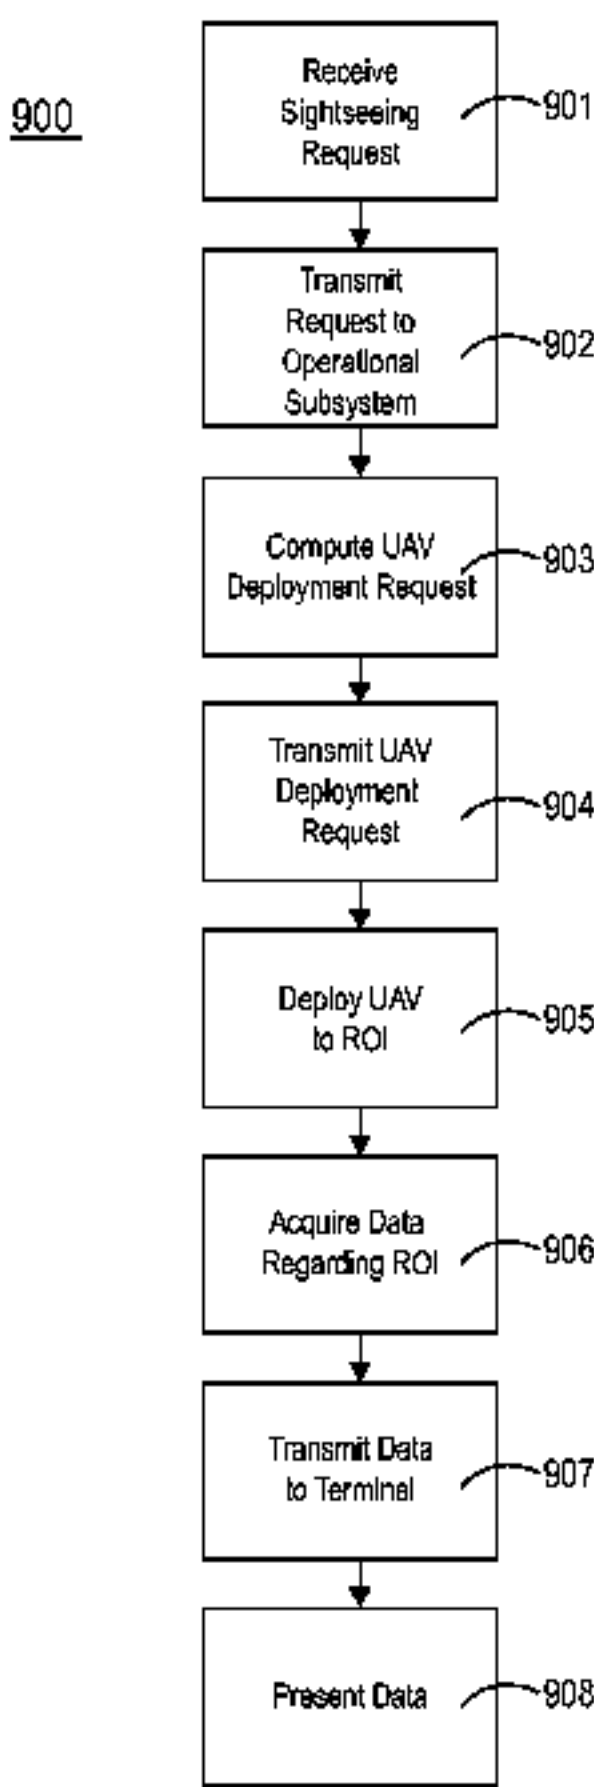 900
Receive
Sightseeing
Request
901
Transmit
Request to
Operational
Subsystem
902
Compute UAV
Deployment Request
903
Transmit UAV
Deployment
Request
904
Deploy UAV
to ROI
905
Acquire Data
Regarding ROI
906
Transmit Data
to Terminal
907
Present Data
908